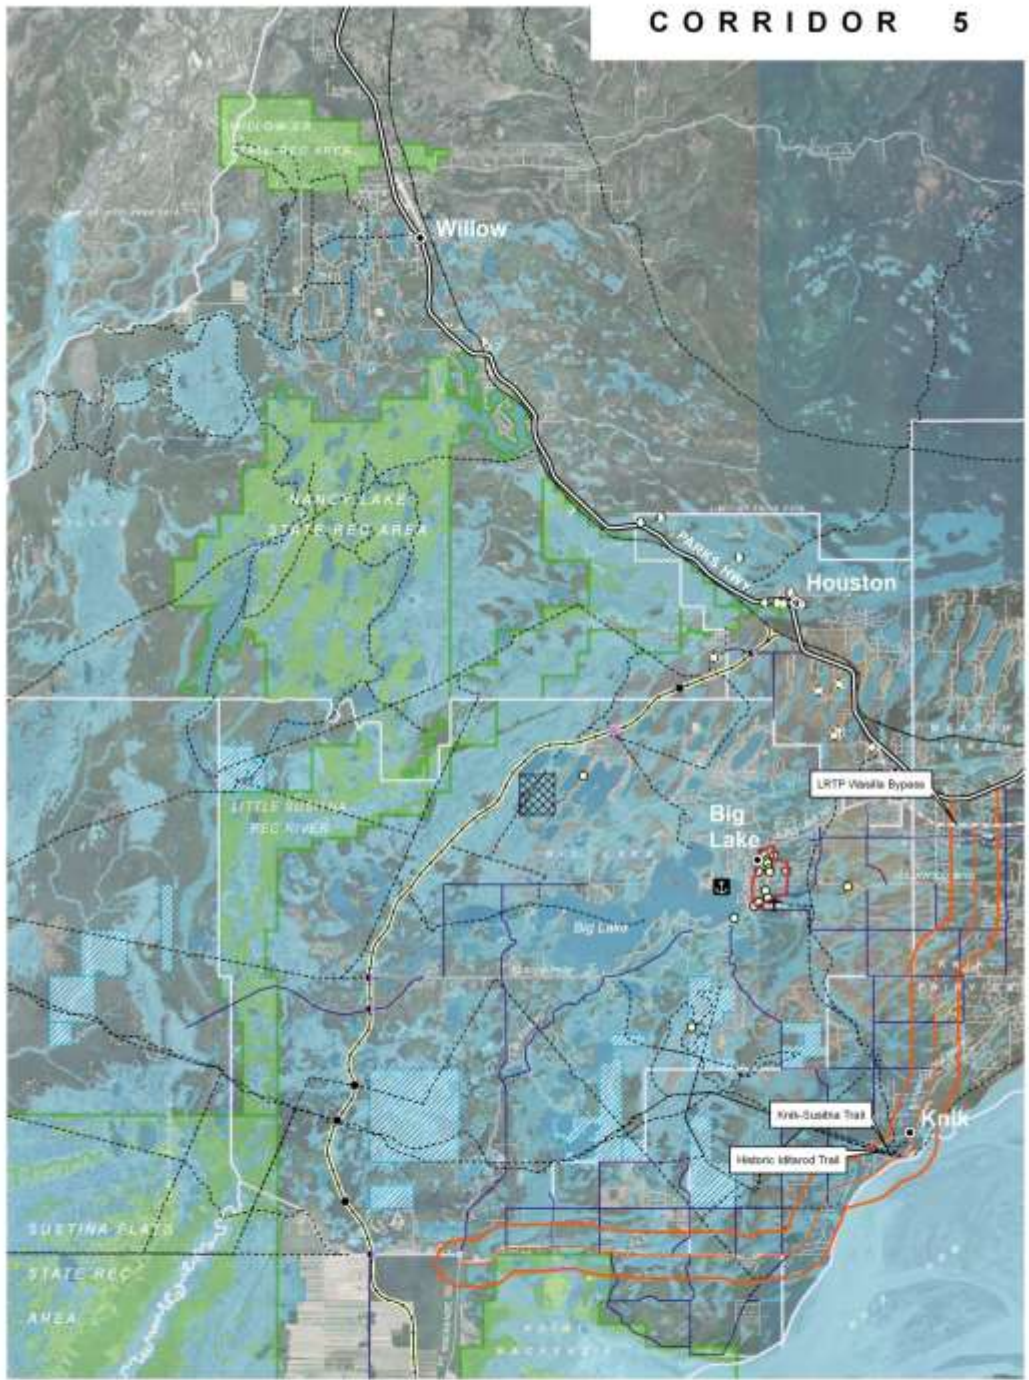 CORRIDOR 5
WILLOW CR
STATE REC AREA
Willow
NANCY LAKE
STATE REC AREA
WILLOW
PARKS HWY
Houston
LRTP Wasilla Bypass
LITTLE SUSITNA
REC RIVER
Big
Lake
Big Lake
Knik-Susitna Trail
Knik
Historic Iditarod Trail
SUSTINA FLATS
STATE REC
AREA